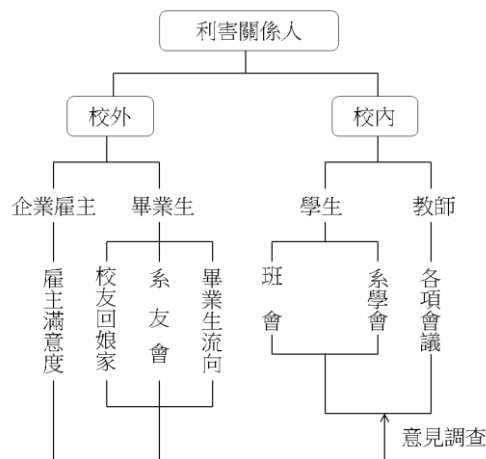 利害關係人
校外
校內
企業雇主
畢業生
學生
教師
雇主滿意度
校友回娘家
系友會
畢業生流向
班會
系學會
各項會議
意見調查